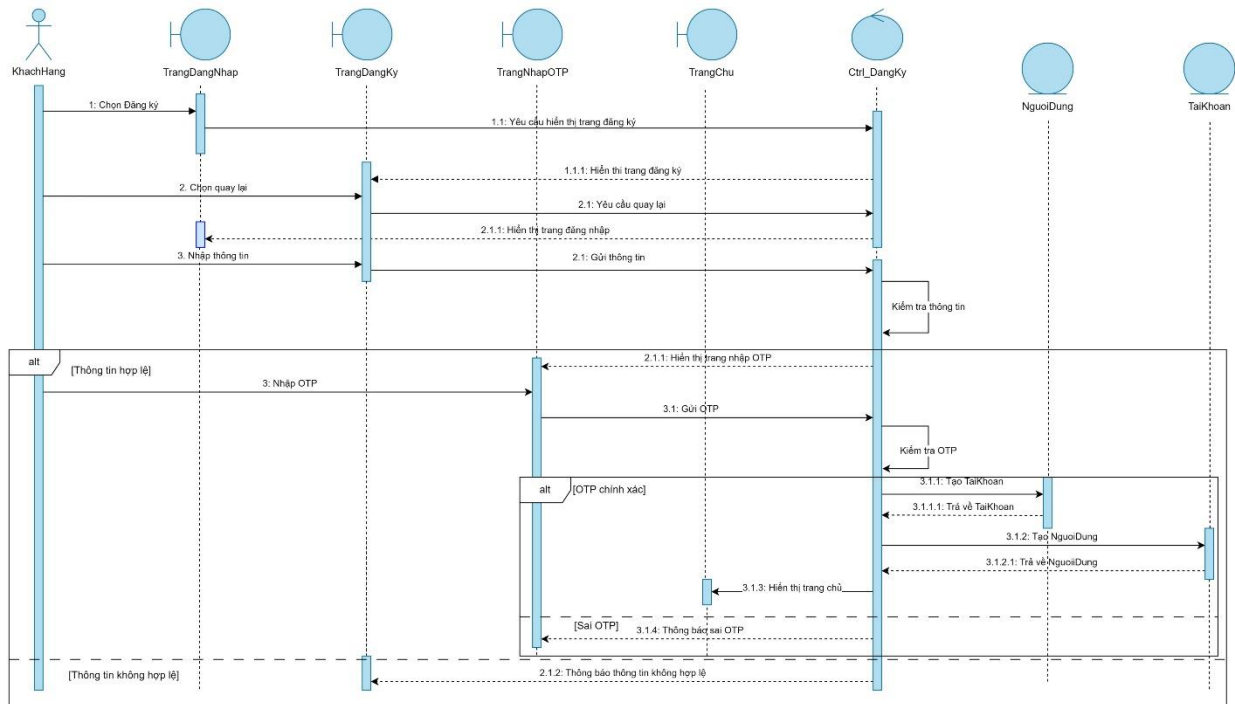 KhachHang
TrangDangNhap
TrangDangKy
TrangNhapOTP
TrangChu
Ctrl_DangKy
NguoiDung
TaiKhoan
1: Chọn Đăng ký
1.1: Yêu cầu hiển thị trang đăng ký
1.1.1: Hiển thi trang đăng ký
2. Chọn quay lại
2.1: Yêu cầu quay lại
2.1.1: Hiển thị trang đăng nhập
3. Nhập thông tin
2.1: Gửi thông tin
Kiểm tra thông tin
alt
[Thông tin hợp lệ]
2.1.1: Hiển thị trang nhập OTP
3: Nhập OTP
3.1: Gửi OTP
Kiểm tra OTP
alt
[OTP chính xác]
3.1.1: Tạo TaiKhoan
3.1.1.1: Trả về TaiKhoan
3.1.2: Tạo NguoiDung
3.1.2.1: Trả về NguoiiDung
3.1.3: Hiển thị trang chủ
[Sai OTP]
3.1.4: Thông báo sai OTP
[Thông tin không hợp lệ]
2.1.2: Thông báo thông tin không hợp lệ